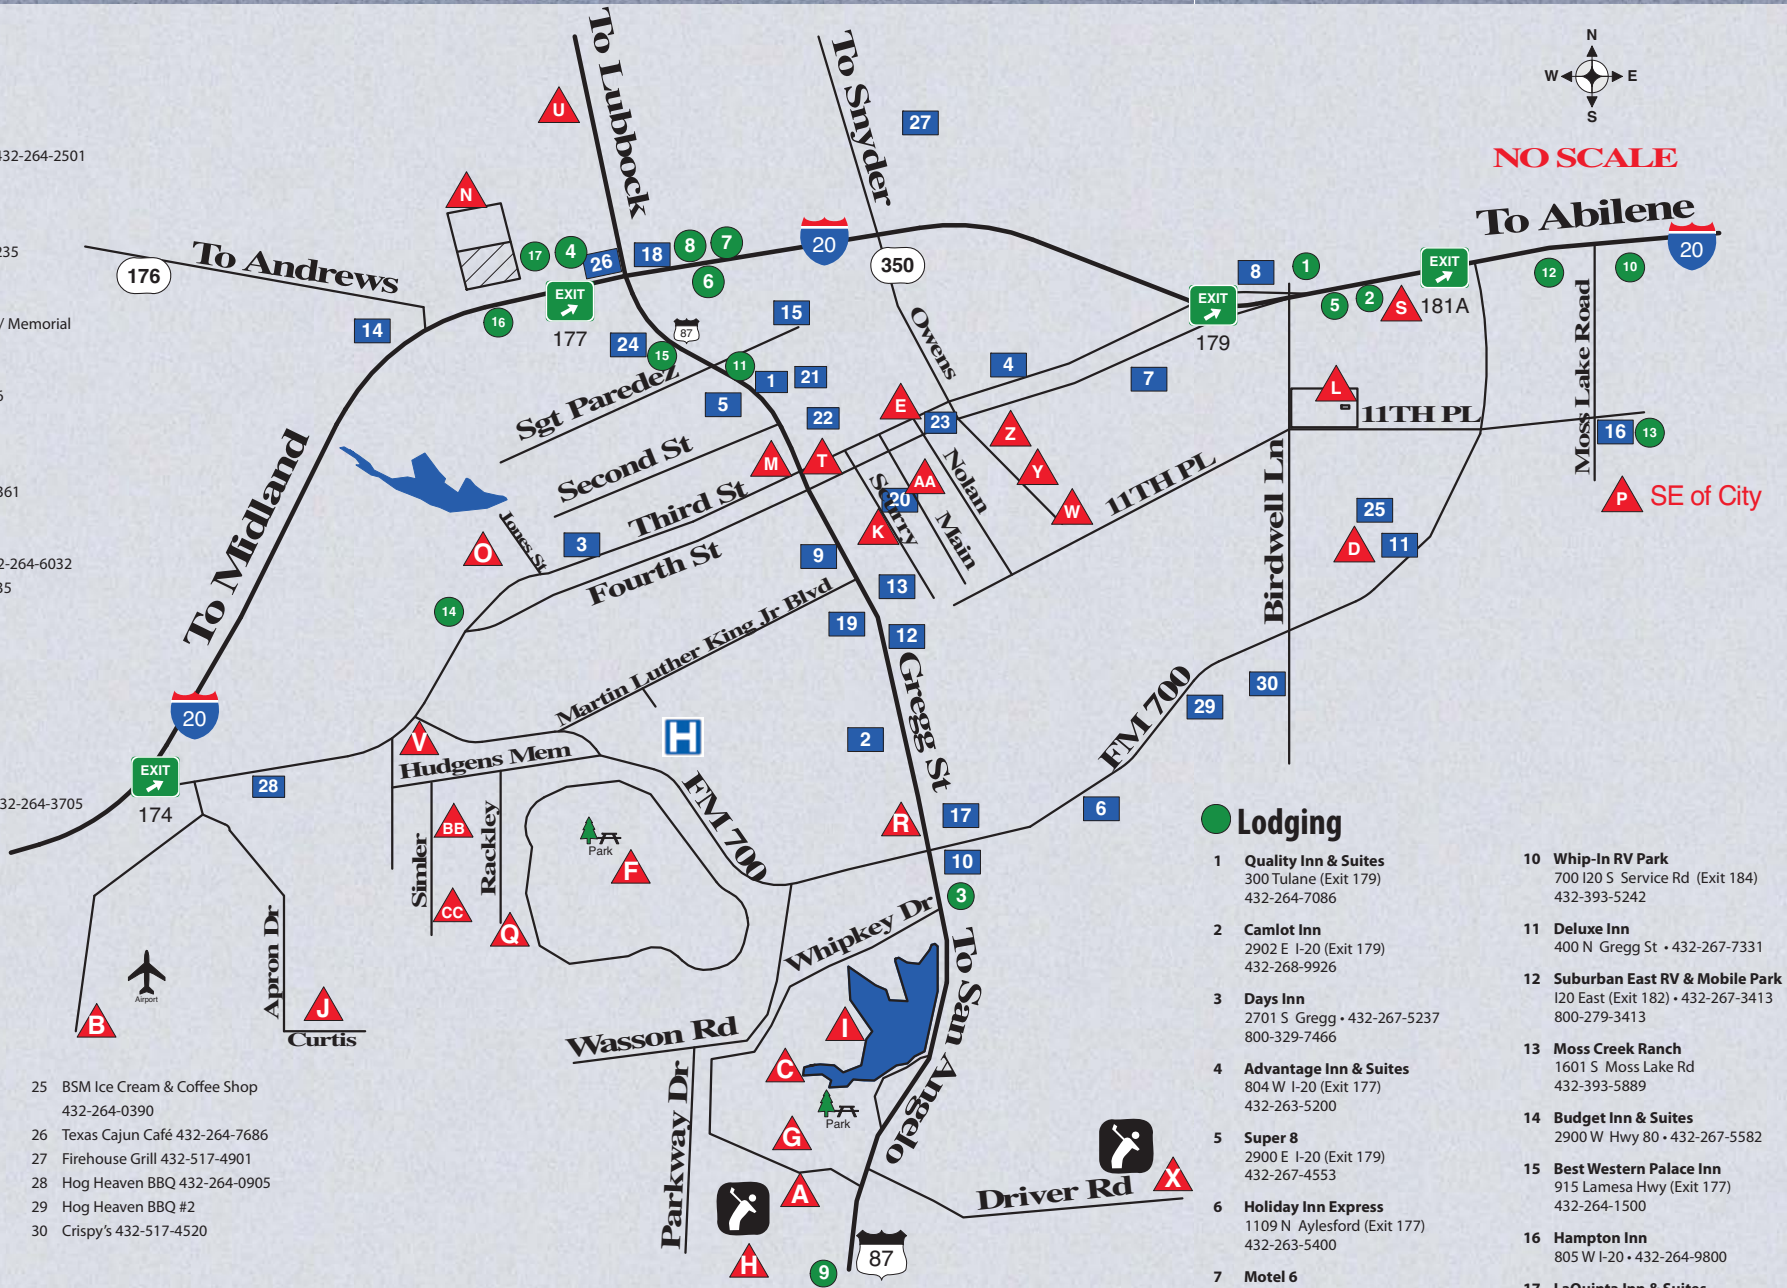 To Lubbock
To Snyder
N
W
E
S
NO SCALE
U
27
432-264-2501
N
To Abilene
235
To Andrews
176
17
4
26
18
8
7
20
350
8
1
EXIT
181A
12
10
20
6
EXIT
177
16
14
/ Memorial
15
87
24
15
11
1
21
5
22
Owens
EXIT
179
5
2
S
4
7
Moss Lake Road
L
11TH PL
16
13
Sgt Paredez
E
23
Z
Second St
M
T
Y
Nolan
AA
20
Scurry
K
Main
W
11TH PL
P
SE of City
361
To Midland
Third St
Jones St
O
3
Fourth St
9
25
D
11
Birdwell Ln
2-264-6032
35
14
13
Martin Luther King Jr Blvd
19
12
Gregg St
30
29
FM 700
20
V
Hudgens Mem
H
2
EXIT
174
28
32-264-3705
Simler
BB
Rackley
CC
Q
Park
F
FM 700
R
17
10
6
3
Whipkey Dr
To San Angelo
Airport
B
Apron Dr
J
Curtis
Wasson Rd
I
C
Park
G
Parkway Dr
A
H
9
87
Driver Rd
X
25 BSM Ice Cream & Coffee Shop
432-264-0390
26 Texas Cajun Café 432-264-7686
27 Firehouse Grill 432-517-4901
28 Hog Heaven BBQ 432-264-0905
29 Hog Heaven BBQ #2
30 Crispy's 432-517-4520
Lodging
1 Quality Inn & Suites
300 Tulane (Exit 179)
432-264-7086
2 Camlot Inn
2902 E I-20 (Exit 179)
432-268-9926
3 Days Inn
2701 S Gregg • 432-267-5237
800-329-7466
4 Advantage Inn & Suites
804 W I-20 (Exit 177)
432-263-5200
5 Super 8
2900 E I-20 (Exit 179)
432-267-4553
6 Holiday Inn Express
1109 N Aylesford (Exit 177)
432-263-5400
7 Motel 6
10 Whip-In RV Park
700 I20 S Service Rd (Exit 184)
432-393-5242
11 Deluxe Inn
400 N Gregg St • 432-267-7331
12 Suburban East RV & Mobile Park
I20 East (Exit 182) • 432-267-3413
800-279-3413
13 Moss Creek Ranch
1601 S Moss Lake Rd
432-393-5889
14 Budget Inn & Suites
2900 W Hwy 80 • 432-267-5582
15 Best Western Palace Inn
915 Lamesa Hwy (Exit 177)
432-264-1500
16 Hampton Inn
805 W I-20 • 432-264-9800
17 LaQuinta Inn & Suites